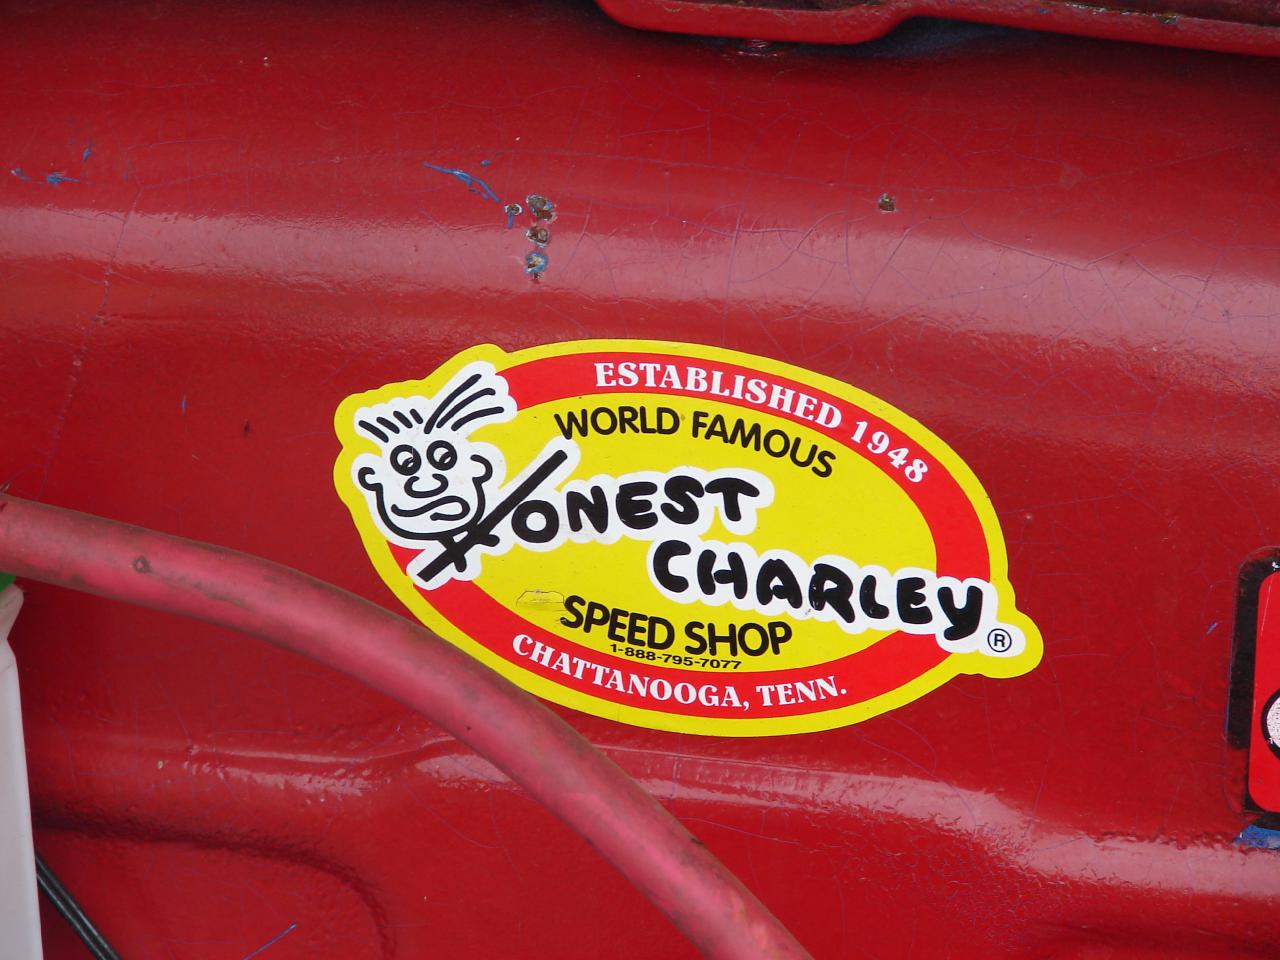 ESTABLISHED 1948
WORLD FAMOUS
HONEST
CHARLEY
®
SPEED SHOP
1-888-795-7077
CHATTANOOGA, TENN.